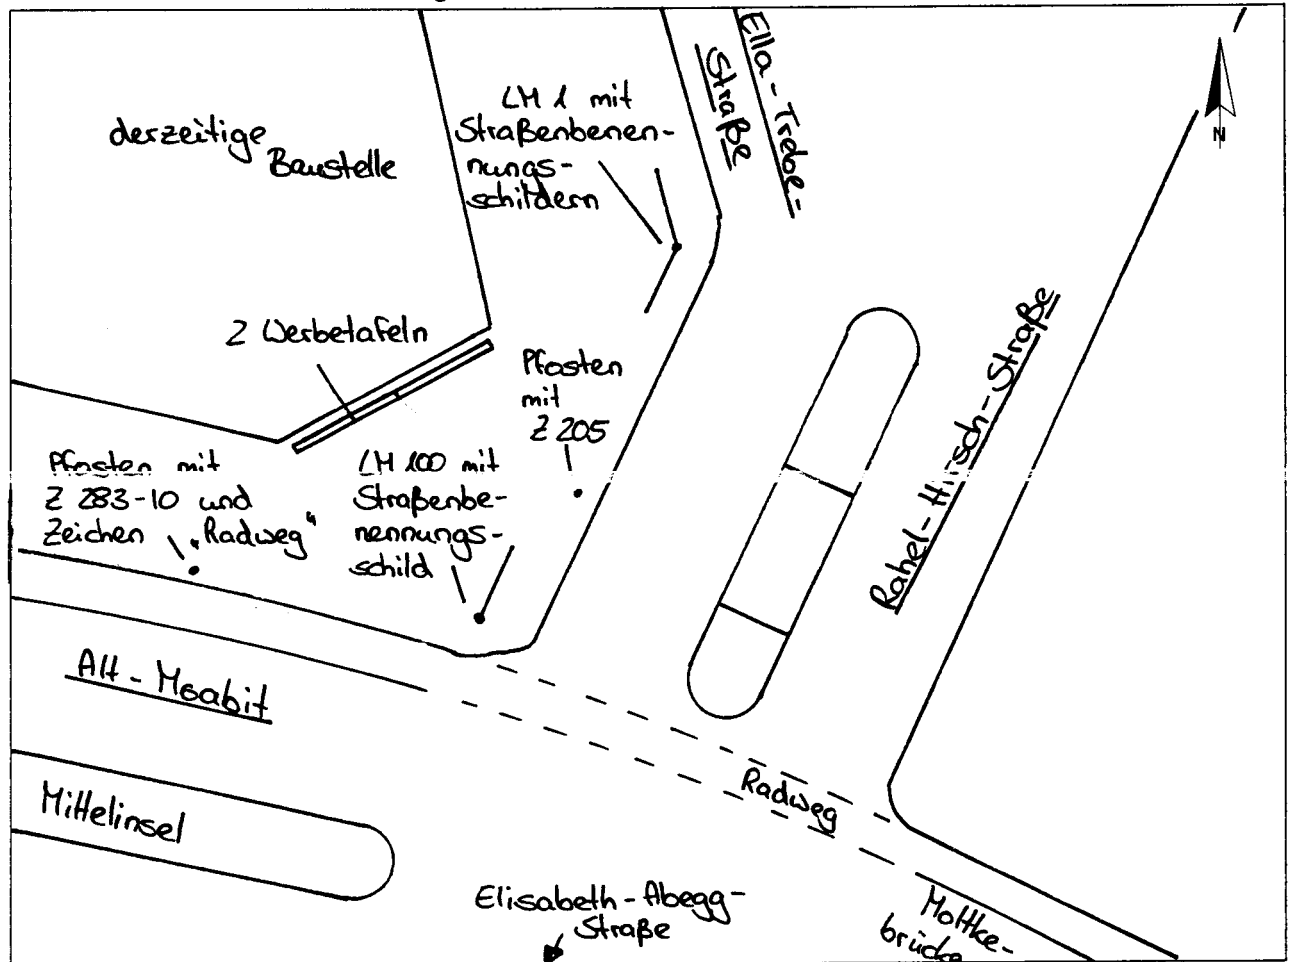 Ella-Trebe-
Straße
LM 1 mit
Straßenbenen-
nungs-
schildern
derzeitige
Baustelle
N
2 Werbetafeln
Pfosten
mit
Z 205
Rahel-Hirsch-Straße
Pfosten mit
Z 283-10 und
Zeichen „Radweg“
LM 100 mit
Straßenbe-
nennungs-
schild
Alt-Moabit
Radweg
Mittelinsel
Elisabeth-Abegg-
Straße
Moltke-
brücke